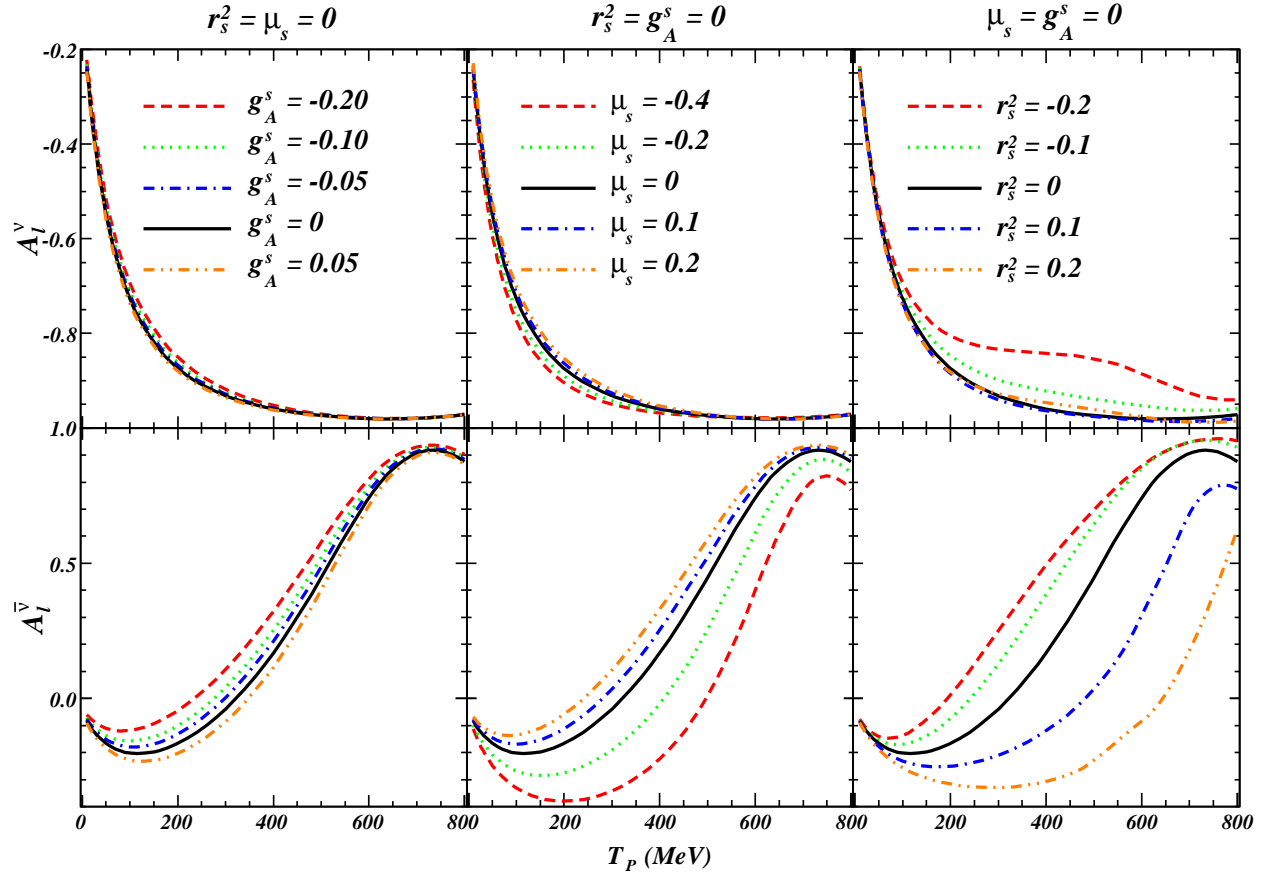 r_s^2 = μ_s = 0
r_s^2 = g_A^s = 0
μ_s = g_A^s = 0
-0.2
-0.4
-0.6
-0.8
1.0
0.5
0.0
A_l^ν
A_l^ν̄
g_A^s = -0.20
g_A^s = -0.10
g_A^s = -0.05
g_A^s = 0
g_A^s = 0.05
μ_s = -0.4
μ_s = -0.2
μ_s = 0
μ_s = 0.1
μ_s = 0.2
r_s^2 = -0.2
r_s^2 = -0.1
r_s^2 = 0
r_s^2 = 0.1
r_s^2 = 0.2
0 200 400 600 800 200 400 600 800 200 400 600 800
T_P (MeV)